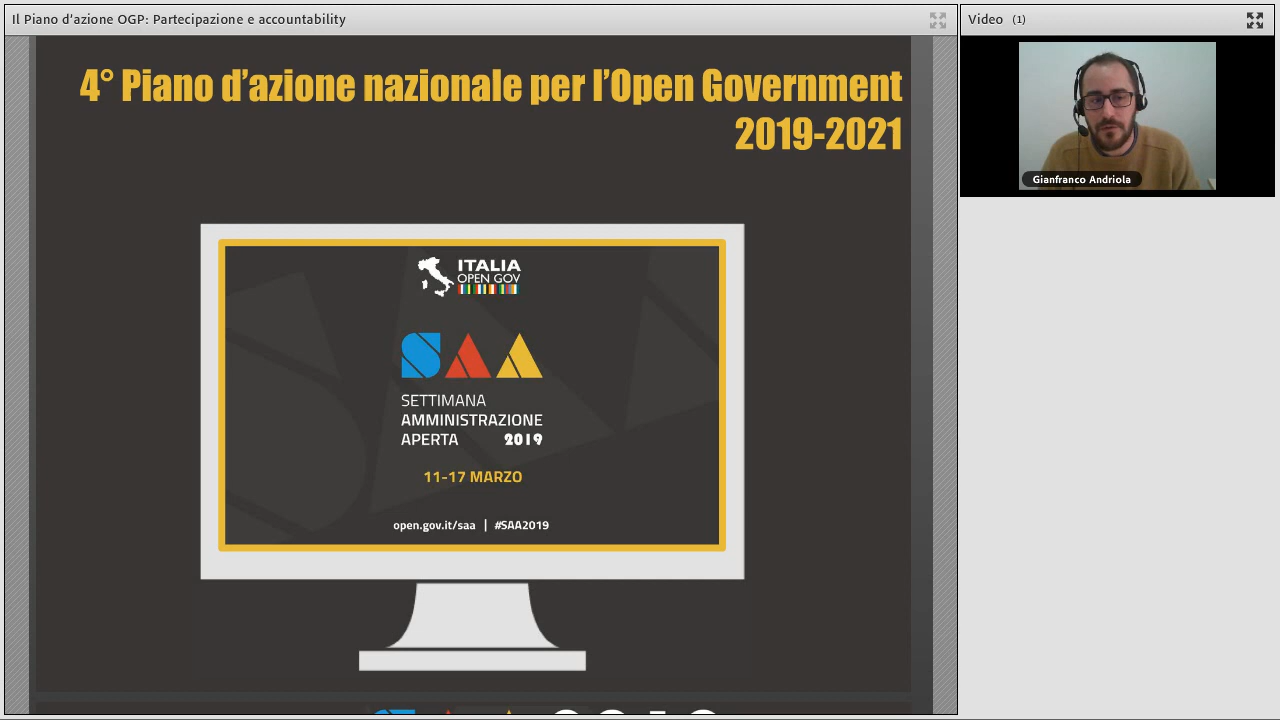 Il Piano d'azione OGP: Partecipazione e accountability
Video (1)
4° Piano d'azione nazionale per l'Open Government
2019-2021
ITALIA
OPEN GOV
SAA
SETTIMANA
AMMINISTRAZIONE
APERTA 2019
11-17 MARZO
open.gov.it/saa | #SAA2019
Gianfranco Andriola